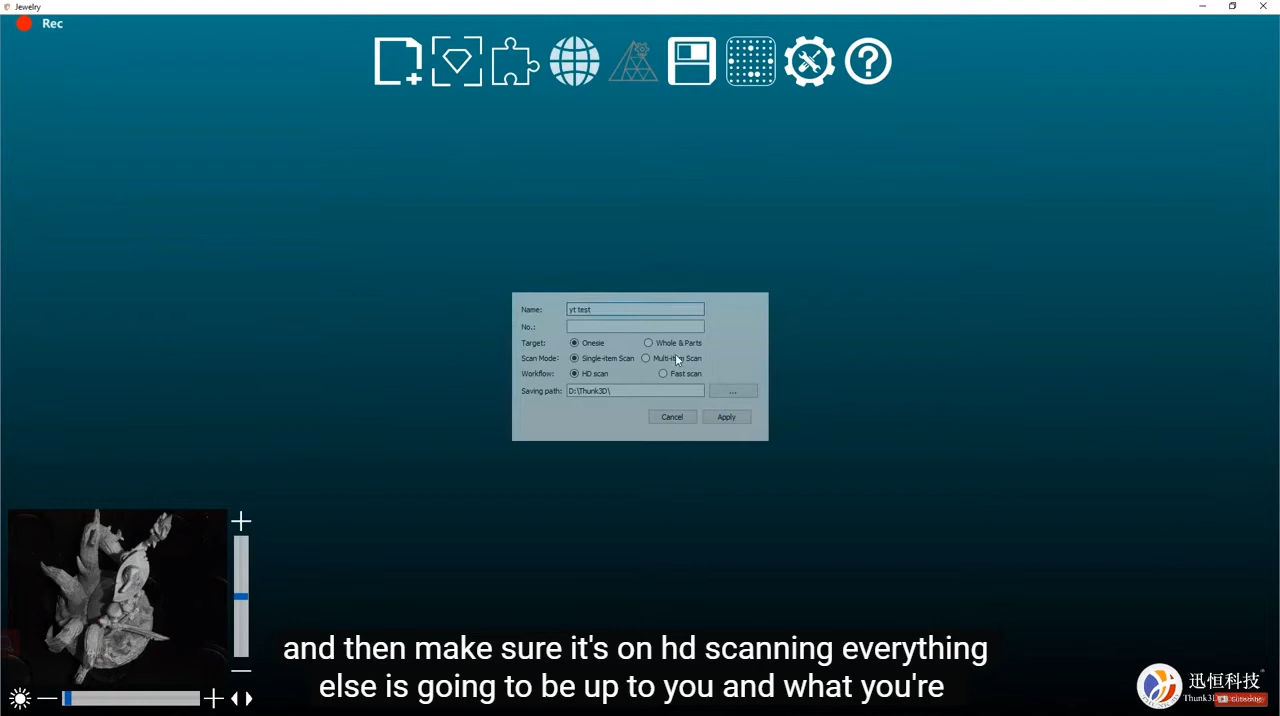 Jewelry
Rec
Name: yt test
No.:
Target: Onesie Whole & Parts
Scan Mode: Single-item Scan Multi-item Scan
Workflow: HD scan Fast scan
Saving path: D:\Thunk3D\ ...
Cancel Apply
and then make sure it's on hd scanning everything
else is going to be up to you and what you're
迅恒科技